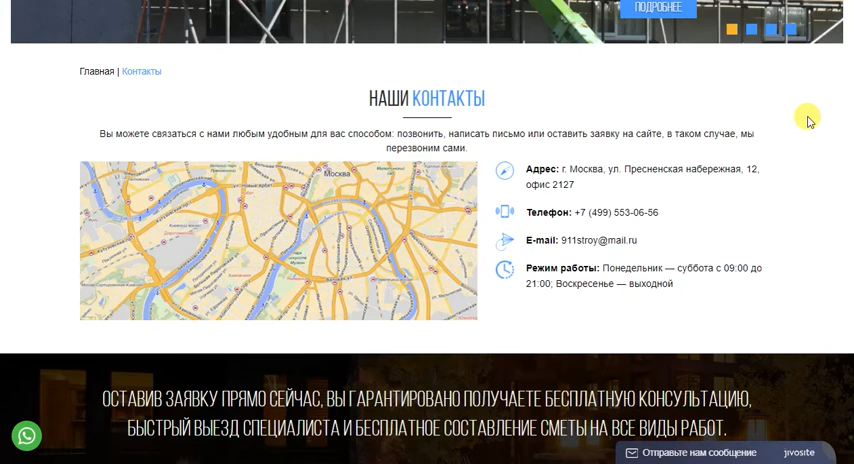 ПОДРОБНЕЕ
Главная | Контакты
НАШИ КОНТАКТЫ
Вы можете связаться с нами любым удобным для вас способом: позвонить, написать письмо или оставить заявку на сайте, в таком случае, мы
перезвоним сами.
Москва
Адрес: г. Москва, ул. Пресненская набережная, 12,
офис 2127
Телефон: +7 (499) 553-06-56
E-mail: 911stroy@mail.ru
Режим работы: Понедельник — суббота с 09:00 до
21:00; Воскресенье — выходной
ОСТАВИВ ЗАЯВКУ ПРЯМО СЕЙЧАС, ВЫ ГАРАНТИРОВАНО ПОЛУЧАЕТЕ БЕСПЛАТНУЮ КОНСУЛЬТАЦИЮ,
БЫСТРЫЙ ВЫЕЗД СПЕЦИАЛИСТА И БЕСПЛАТНОЕ СОСТАВЛЕНИЕ СМЕТЫ НА ВСЕ ВИДЫ РАБОТ.
Отправьте нам сообщение jivosite